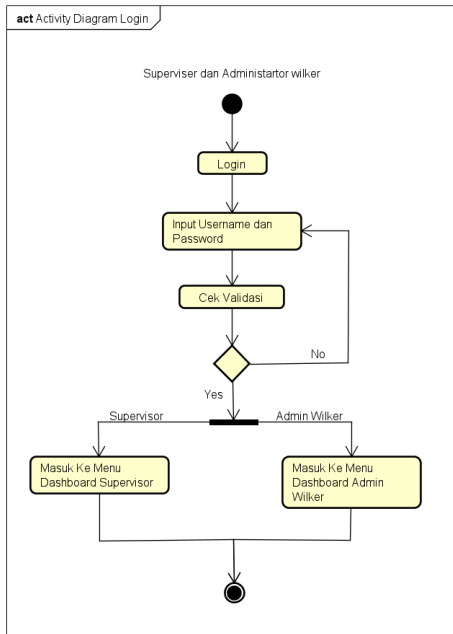 act Activity Diagram Login
Superviser dan Administartor wilker
Login
Input Username dan
Password
Cek Validasi
No
Yes
Supervisor
Admin Wilker
Masuk Ke Menu
Dashboard Supervisor
Masuk Ke Menu
Dashboard Admin
Wilker